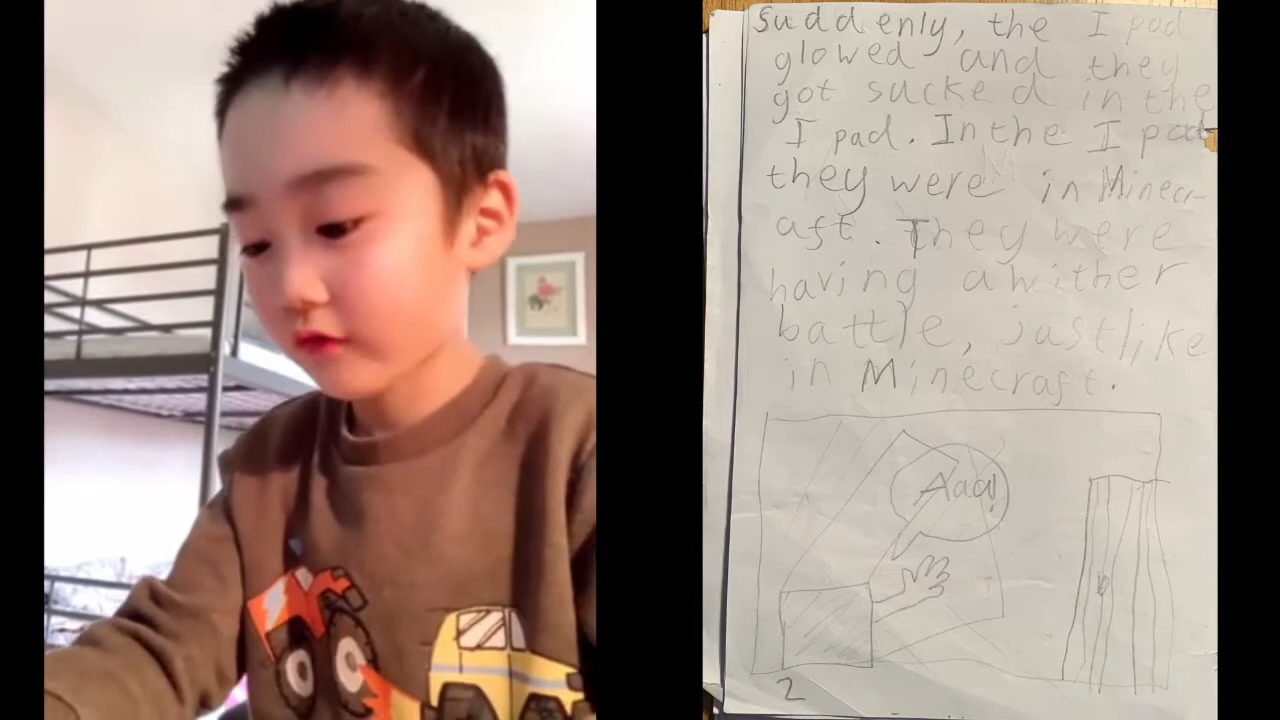 Suddenly, the I pad
glowed and they
got sucked in the
I pad. In the I pad
they were in Minecr-
aft. They were
having a wither
battle, just like
in Minecraft.
Aaa!
2